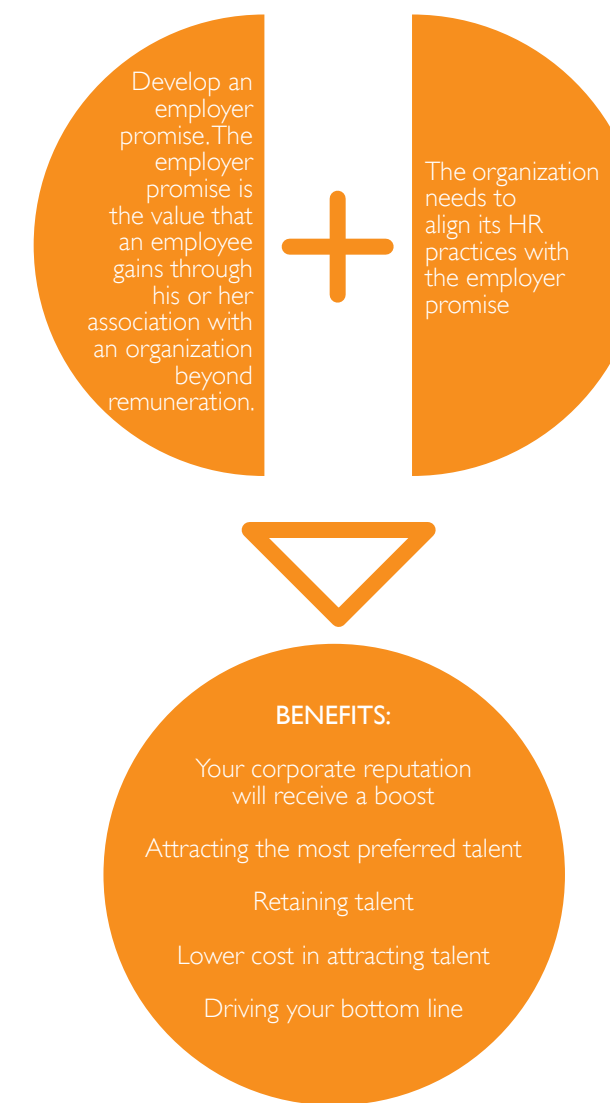 Develop an
employer
promise. The
employer
promise is
the value that
an employee
gains through
his or her
association with
an organization
beyond
remuneration.
The organization
needs to
align its HR
practices with
the employer
promise
BENEFITS:
Your corporate reputation
will receive a boost
Attracting the most preferred talent
Retaining talent
Lower cost in attracting talent
Driving your bottom line